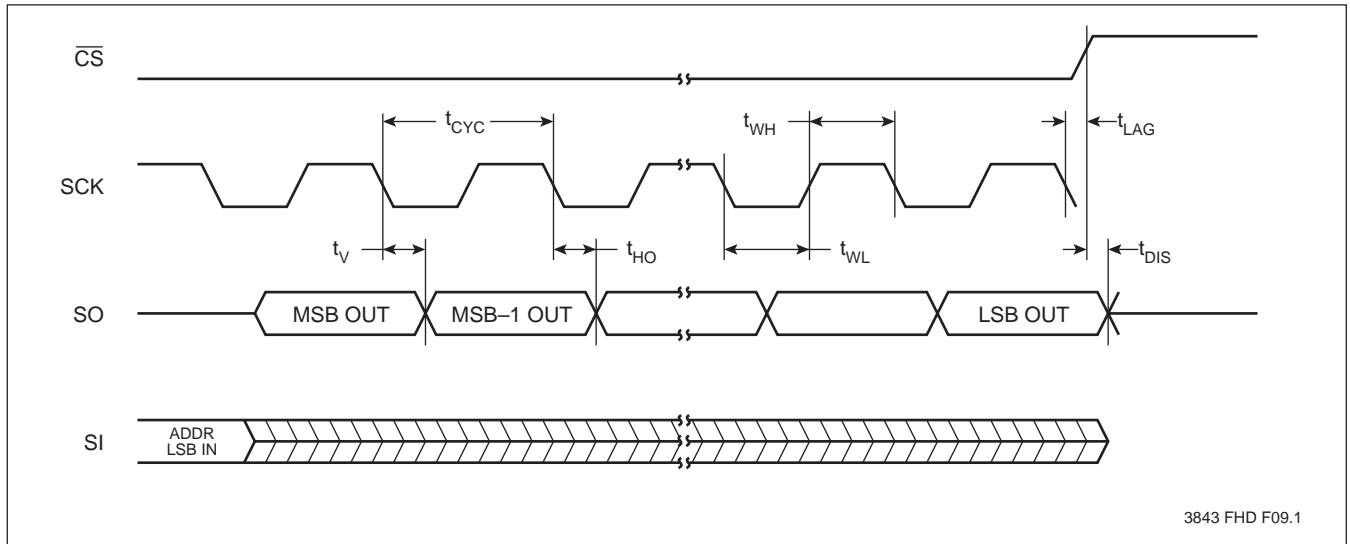 CS
tCYC
tWH
tLAG
SCK
tV
tHO
tWL
tDIS
SO
MSB OUT
MSB–1 OUT
LSB OUT
SI
ADDR
LSB IN
3843 FHD F09.1